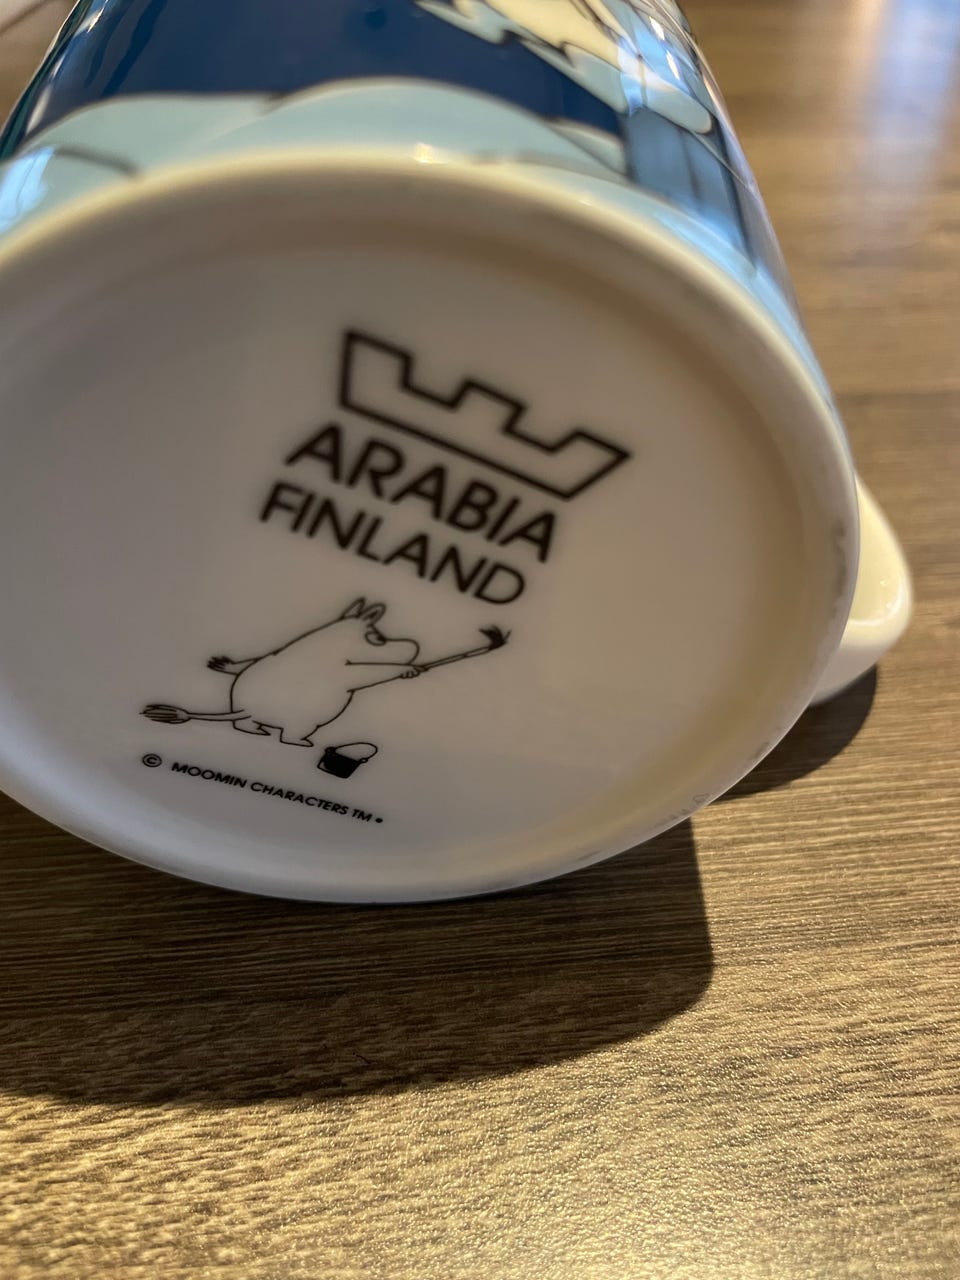 ARABIA
FINLAND
© MOOMIN CHARACTERS TM •